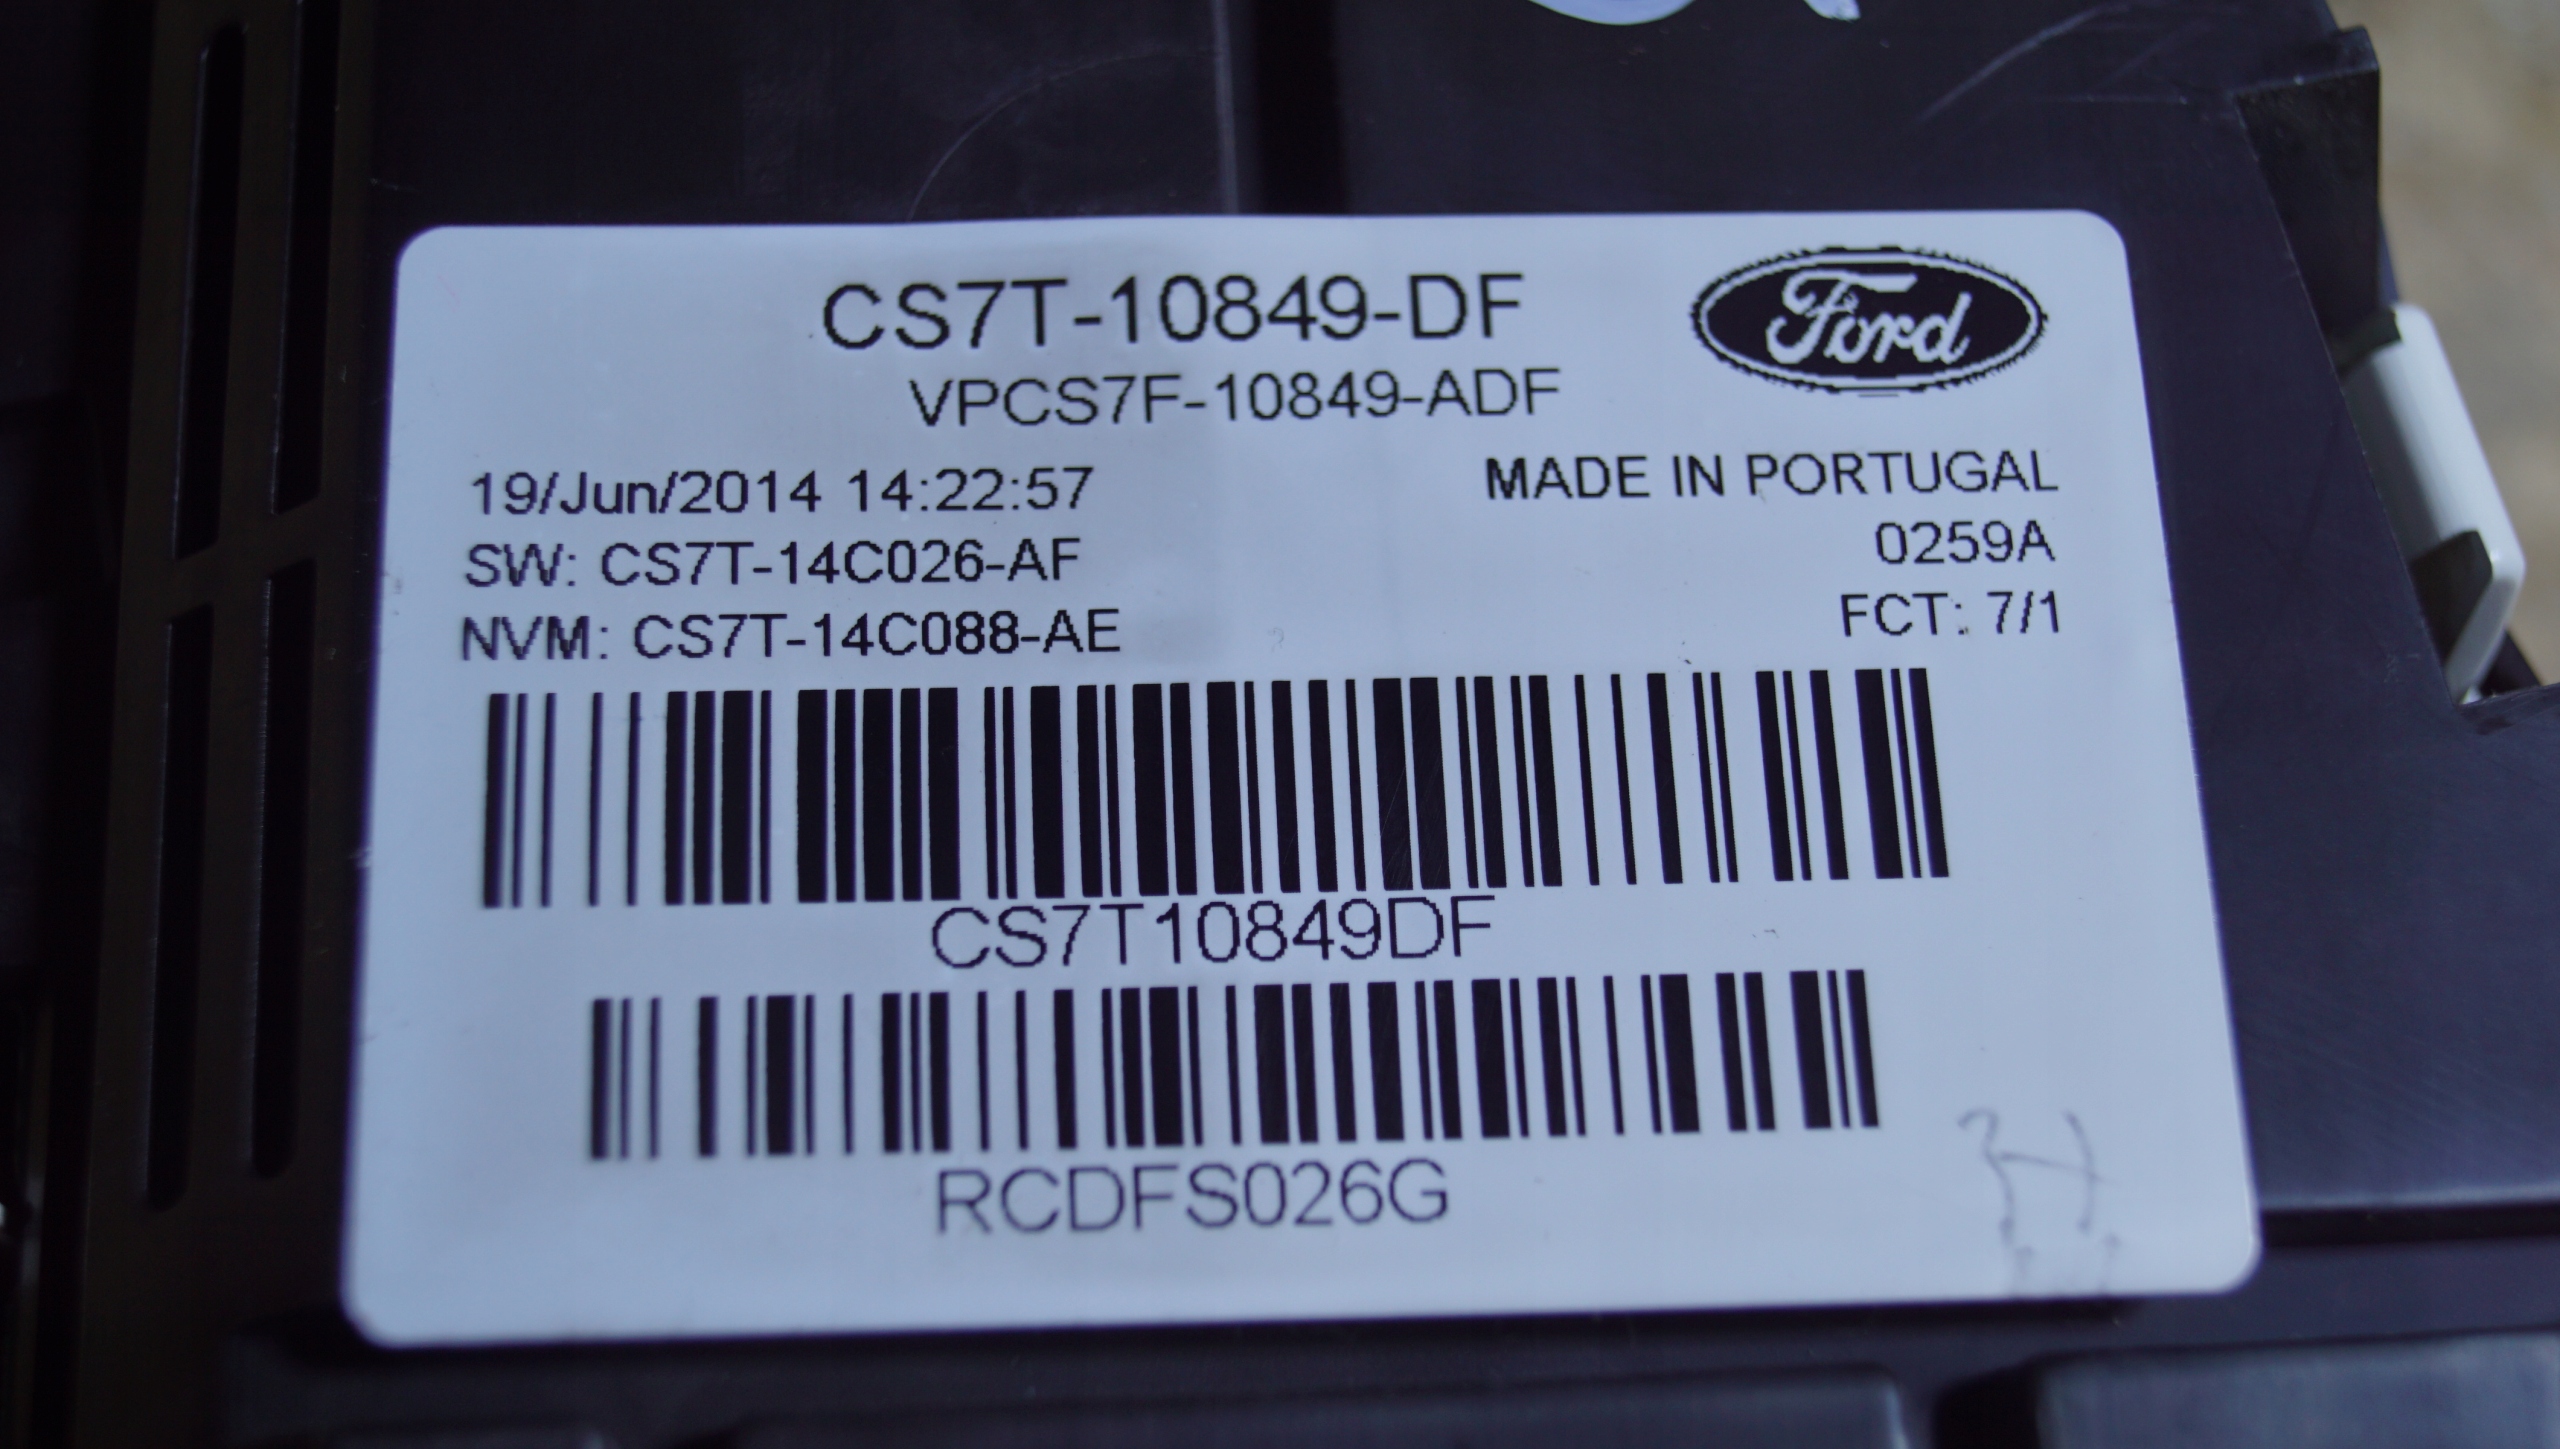 CS7T-10849-DF
Ford
VPCS7F-10849-ADF
19/Jun/2014 14:22:57
MADE IN PORTUGAL
SW: CS7T-14C026-AF
0259A
NVM: CS7T-14C088-AE
FCT: 7/1
CS7T10849DF
RCDFS026G